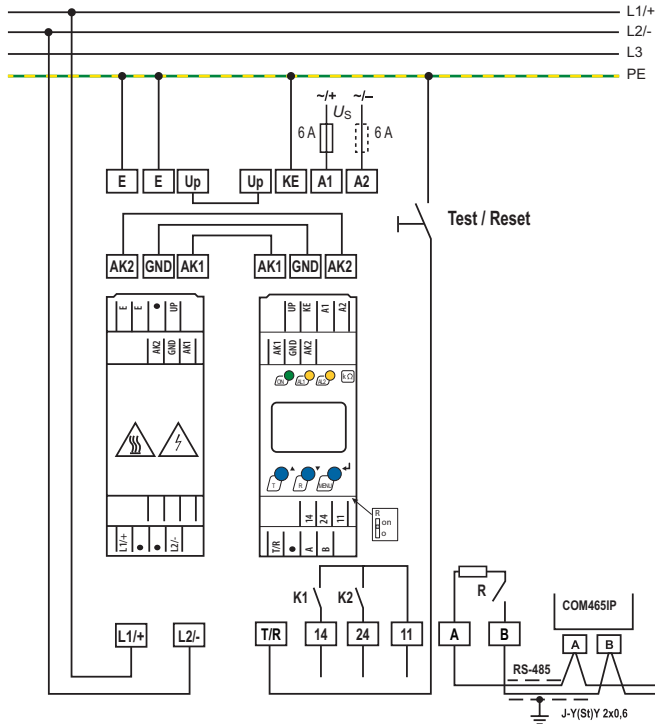 L1/+
L2/-
L3
PE
~/+ ~/–
US
6 A 6 A
E E Up Up KE A1 A2
Test / Reset
AK2 GND AK1 AK1 GND AK2
E E UP UP KE A1 A2
AK2 GND AK1 AK1 GND AK2
ON AL1 AL2 kΩ
T R MENU
R
on
o
14 24 11
L1/+ L2/- T/R A B
K1 K2 R
COM465IP
L1/+ L2/- T/R 14 24 11 A B A B
RS-485
J-Y(St)Y 2x0,6